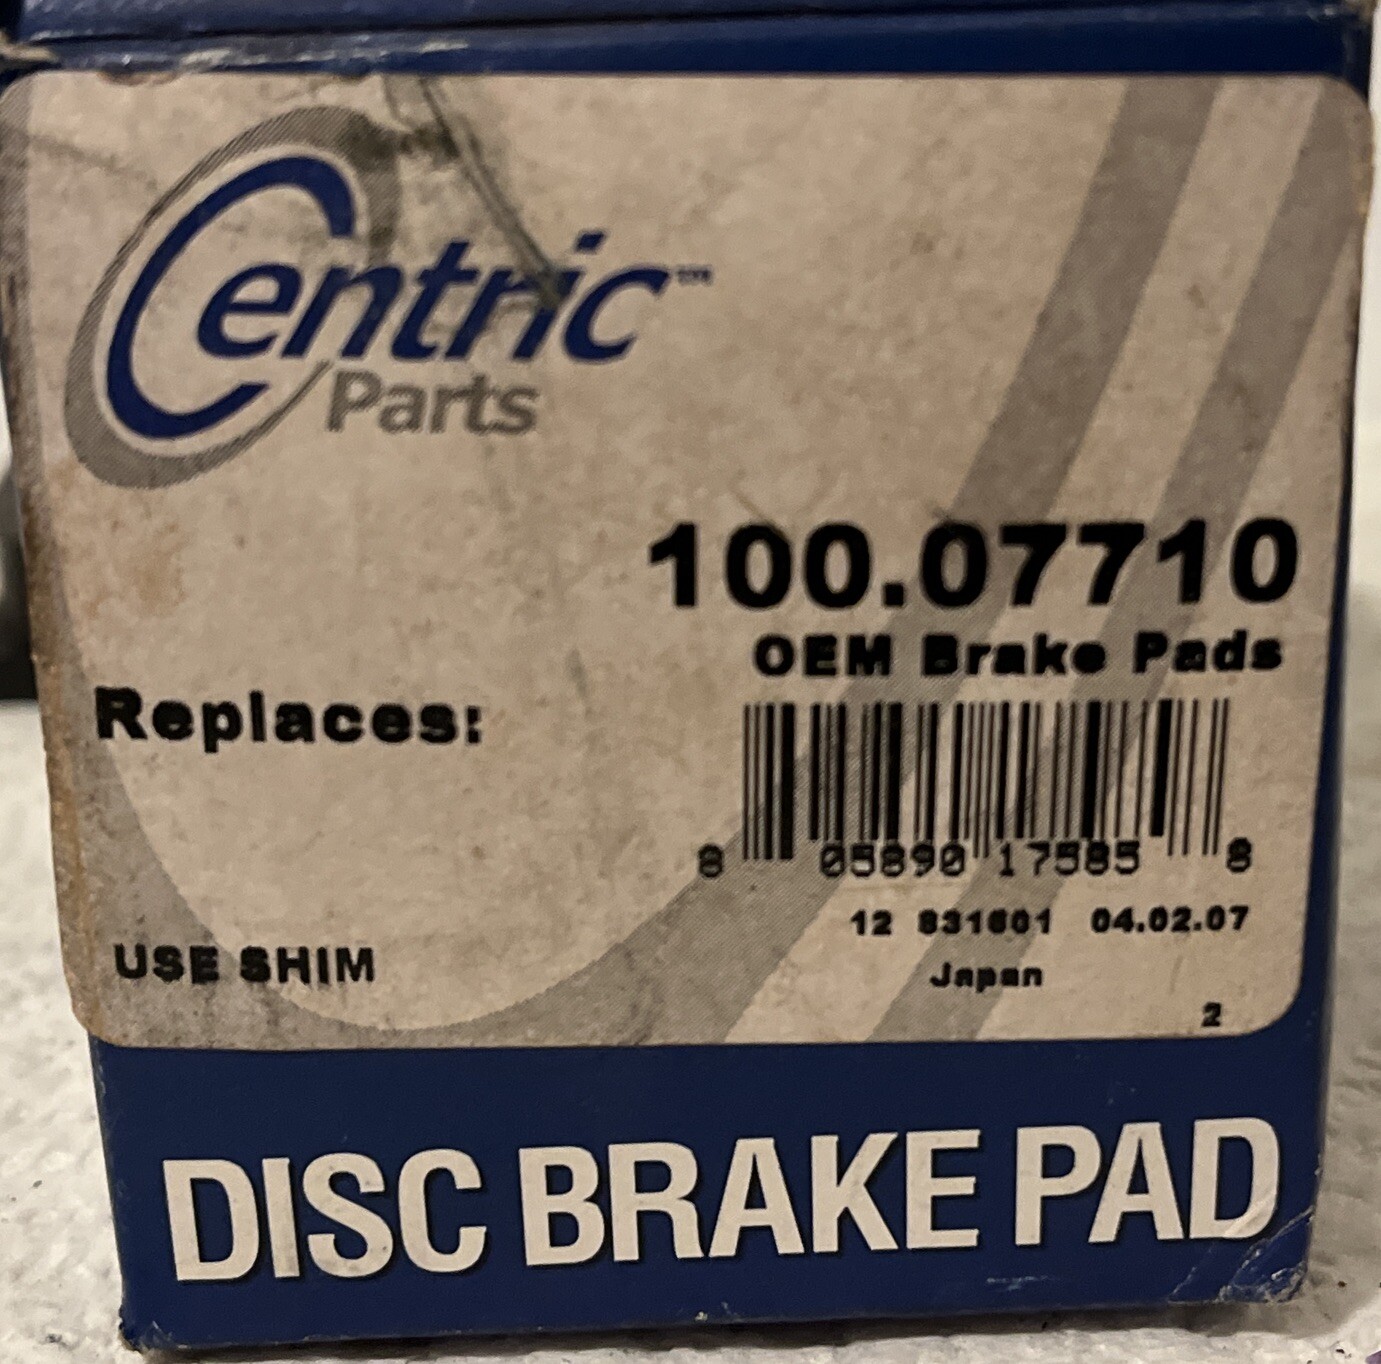 Centric™
Parts
100.07710
OEM Brake Pads
Replaces:
8 05890 17585 8
12 831601 04.02.07
USE SHIM
Japan
2
DISC BRAKE PAD